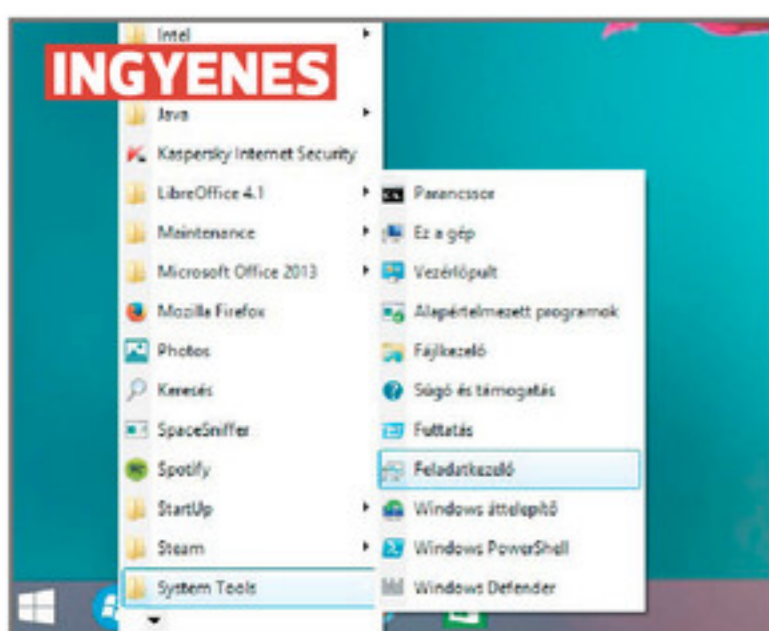 Intel
INGYENES
Java
Kaspersky Internet Security
LibreOffice 4.1
Maintenance
Microsoft Office 2013
Mozilla Firefox
Photos
Keresés
SpaceSniffer
Spotify
StartUp
Steam
System Tools
Parancssor
Ez a gép
Vezérlőpult
Alapértelmezett programok
Fájlkezelő
Súgó és támogatás
Futtatás
Feladatkezelő
Windows áttelepítő
Windows PowerShell
Windows Defender